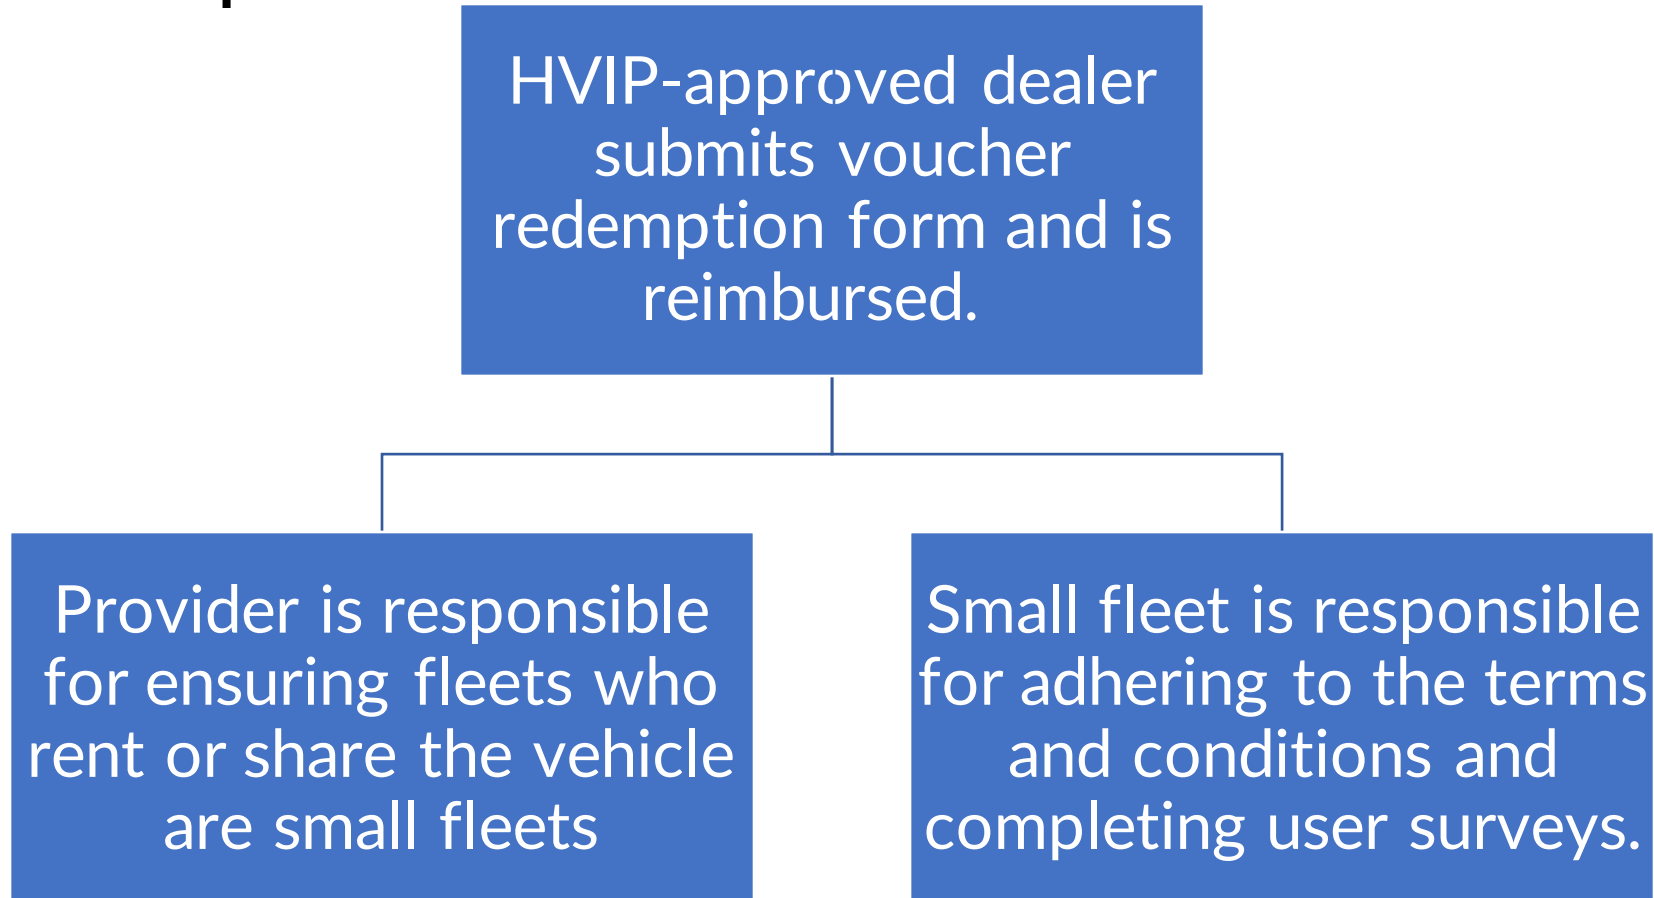 HVIP-approved dealer
submits voucher
redemption form and is
reimbursed.
Provider is responsible
for ensuring fleets who
rent or share the vehicle
are small fleets
Small fleet is responsible
for adhering to the terms
and conditions and
completing user surveys.